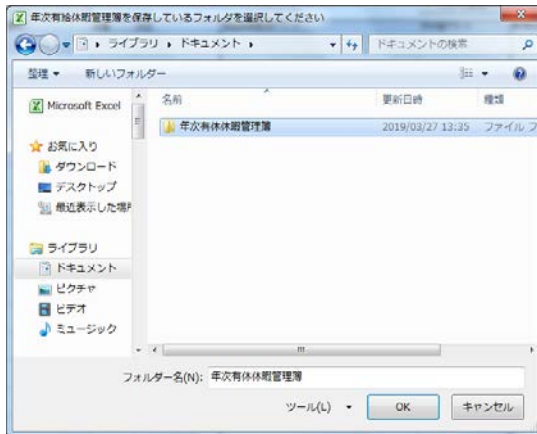 年次有給休暇管理簿を保存しているフォルダを選択してください
ライブラリ ▸ ドキュメント ▸
ドキュメントの検索
整理 ▼ 新しいフォルダー
Microsoft Excel
お気に入り
ダウンロード
デスクトップ
最近表示した場所
ライブラリ
ドキュメント
ピクチャ
ビデオ
ミュージック
名前 更新日時 種類
年次有休休暇管理簿 2019/03/27 13:35 ファイル フ
フォルダー名(N): 年次有休休暇管理簿
ツール(L) ▼ OK キャンセル